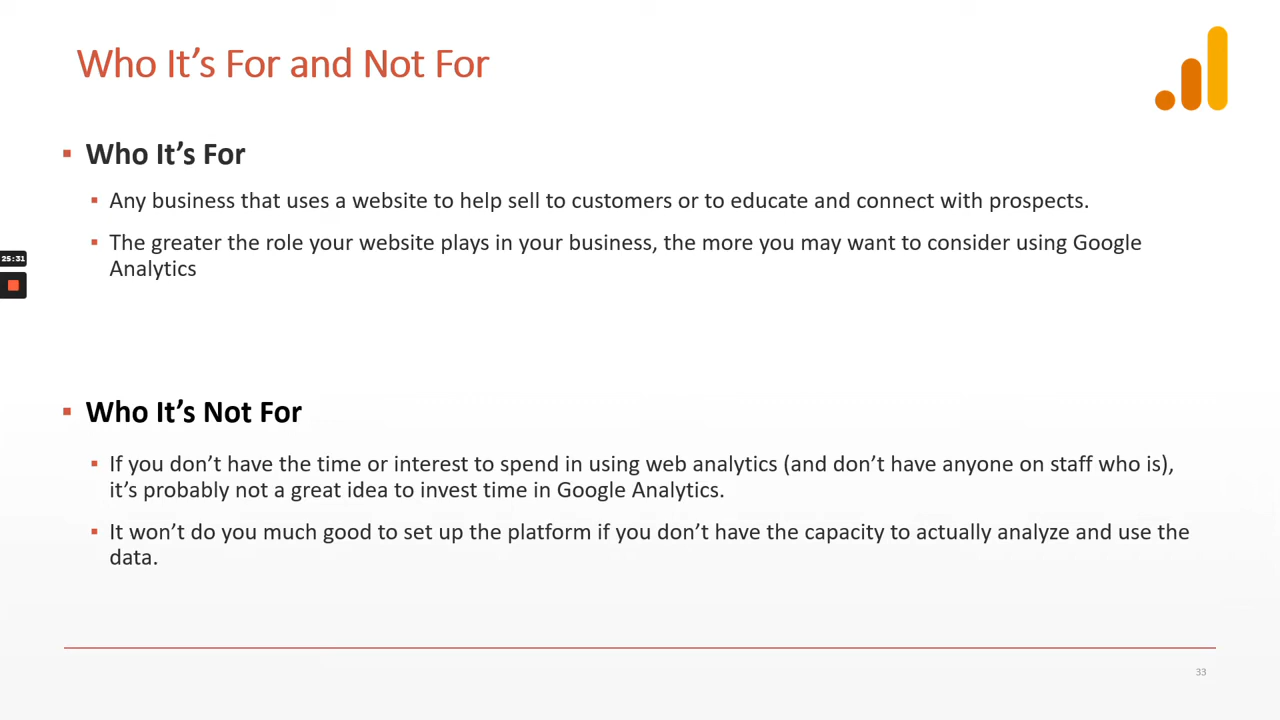 Who It’s For and Not For
▪ Who It’s For
▪ Any business that uses a website to help sell to customers or to educate and connect with prospects.
▪ The greater the role your website plays in your business, the more you may want to consider using Google
Analytics
25:31
▪ Who It’s Not For
▪ If you don’t have the time or interest to spend in using web analytics (and don’t have anyone on staff who is),
it’s probably not a great idea to invest time in Google Analytics.
▪ It won’t do you much good to set up the platform if you don’t have the capacity to actually analyze and use the
data.
33